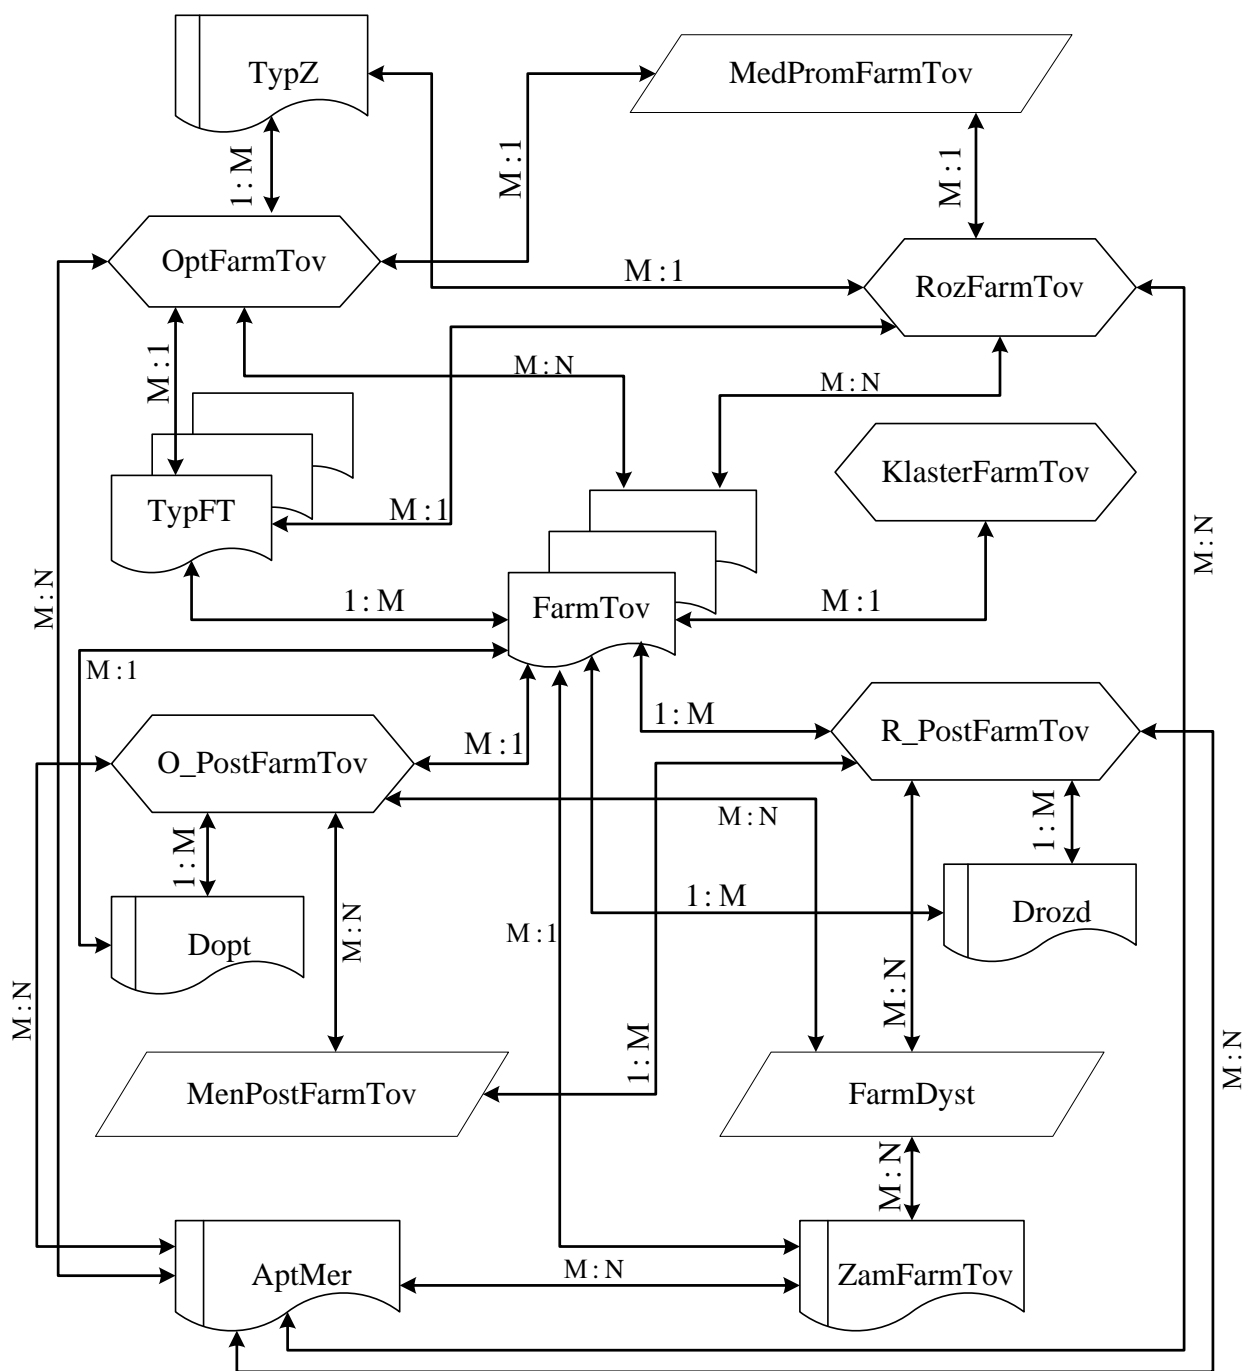 TypZ
MedPromFarmTov
1:M
M:1
M:1
OptFarmTov
M:1
RozFarmTov
M:1
M:N
M:N
KlasterFarmTov
TypFT
M:1
M:N
M:N
1:M
FarmTov
M:1
M:1
1:M
R_PostFarmTov
O_PostFarmTov
M:1
M:N
1:M
1:M
1:M
Drozd
Dopt
M:N
M:1
M:N
M:N
1:M
M:N
MenPostFarmTov
FarmDyst
M:N
AptMer
M:N
ZamFarmTov